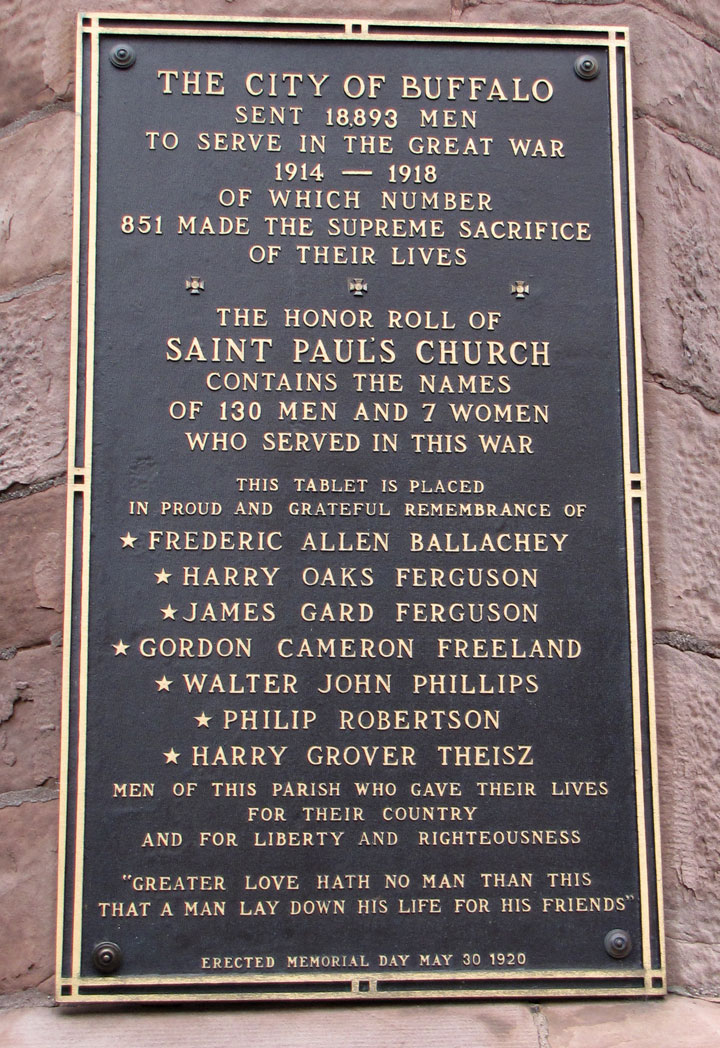 THE CITY OF BUFFALO
SENT 18,893 MEN
TO SERVE IN THE GREAT WAR
1914 — 1918
OF WHICH NUMBER
851 MADE THE SUPREME SACRIFICE
OF THEIR LIVES
THE HONOR ROLL OF
SAINT PAUL'S CHURCH
CONTAINS THE NAMES
OF 130 MEN AND 7 WOMEN
WHO SERVED IN THIS WAR
THIS TABLET IS PLACED
IN PROUD AND GRATEFUL REMEMBRANCE OF
★ FREDERIC ALLEN BALLACHEY
★ HARRY OAKS FERGUSON
★ JAMES GARD FERGUSON
★ GORDON CAMERON FREELAND
★ WALTER JOHN PHILLIPS
★ PHILIP ROBERTSON
★ HARRY GROVER THEISZ
MEN OF THIS PARISH WHO GAVE THEIR LIVES
FOR THEIR COUNTRY
AND FOR LIBERTY AND RIGHTEOUSNESS
"GREATER LOVE HATH NO MAN THAN THIS
THAT A MAN LAY DOWN HIS LIFE FOR HIS FRIENDS"
ERECTED MEMORIAL DAY MAY 30 1920